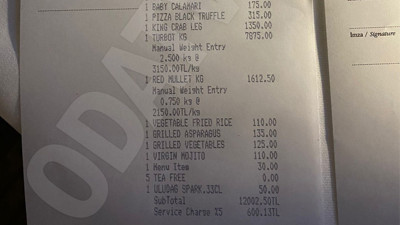 1 BABY CALAMARI 175.00
1 PIZZA BLACK TRUFFLE 315.00
1 KING CRAB LEG 1350.00
1 TURBOT KG 7875.00
Manual Weight Entry
2.500 kg @
3150.00TL/kg
1 RED MULLET KG 1612.50
Manual Weight Entry
0.750 kg @
2150.00TL/kg
1 VEGETABLE FRIED RICE 110.00
1 GRILLED ASPARAGUS 135.00
1 GRILLED VEGETABLES 125.00
1 VIRGIN MOJITO 110.00
1 Menu Item 30.00
5 TEA FREE 0.00
1 ULUDAG SPARK.33CL 50.00
SubTotal 12002.50TL
Service Charge %5 600.13TL
İmza / Signature
ODA